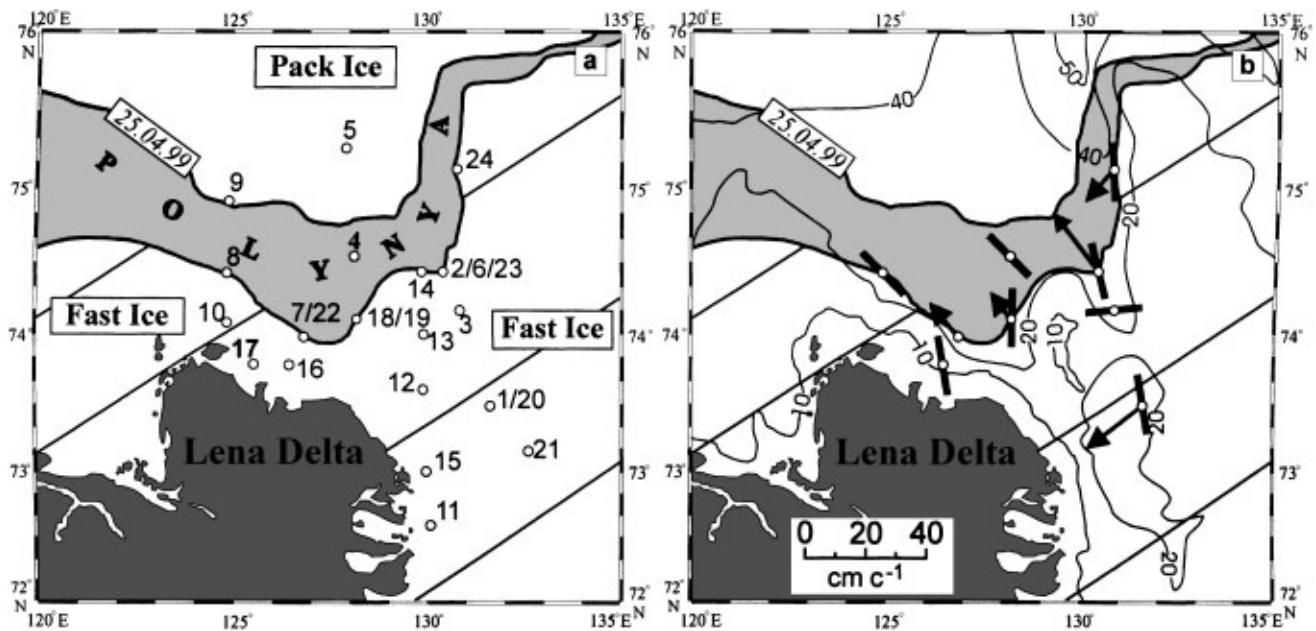 120°E 125° 130° 135°E
76°
N
Pack Ice
a
25.04.99
5
24
75°
9
P O L Y N Y A
4
8
2/6/23
14
7/22
18/19
3
13
10
Fast Ice
Fast Ice
74°
17
16
12
1/20
Lena Delta
21
73°
15
11
72°
N
120°E 125° 130° 135°E
120°E 125° 130° 135°E
76°
N
b
50
40
25.04.99
40
20
75°
74°
20
10
10
10
20
Lena Delta
73°
0 20 40
cm c⁻¹
20
72°
N
120°E 125° 130° 135°E